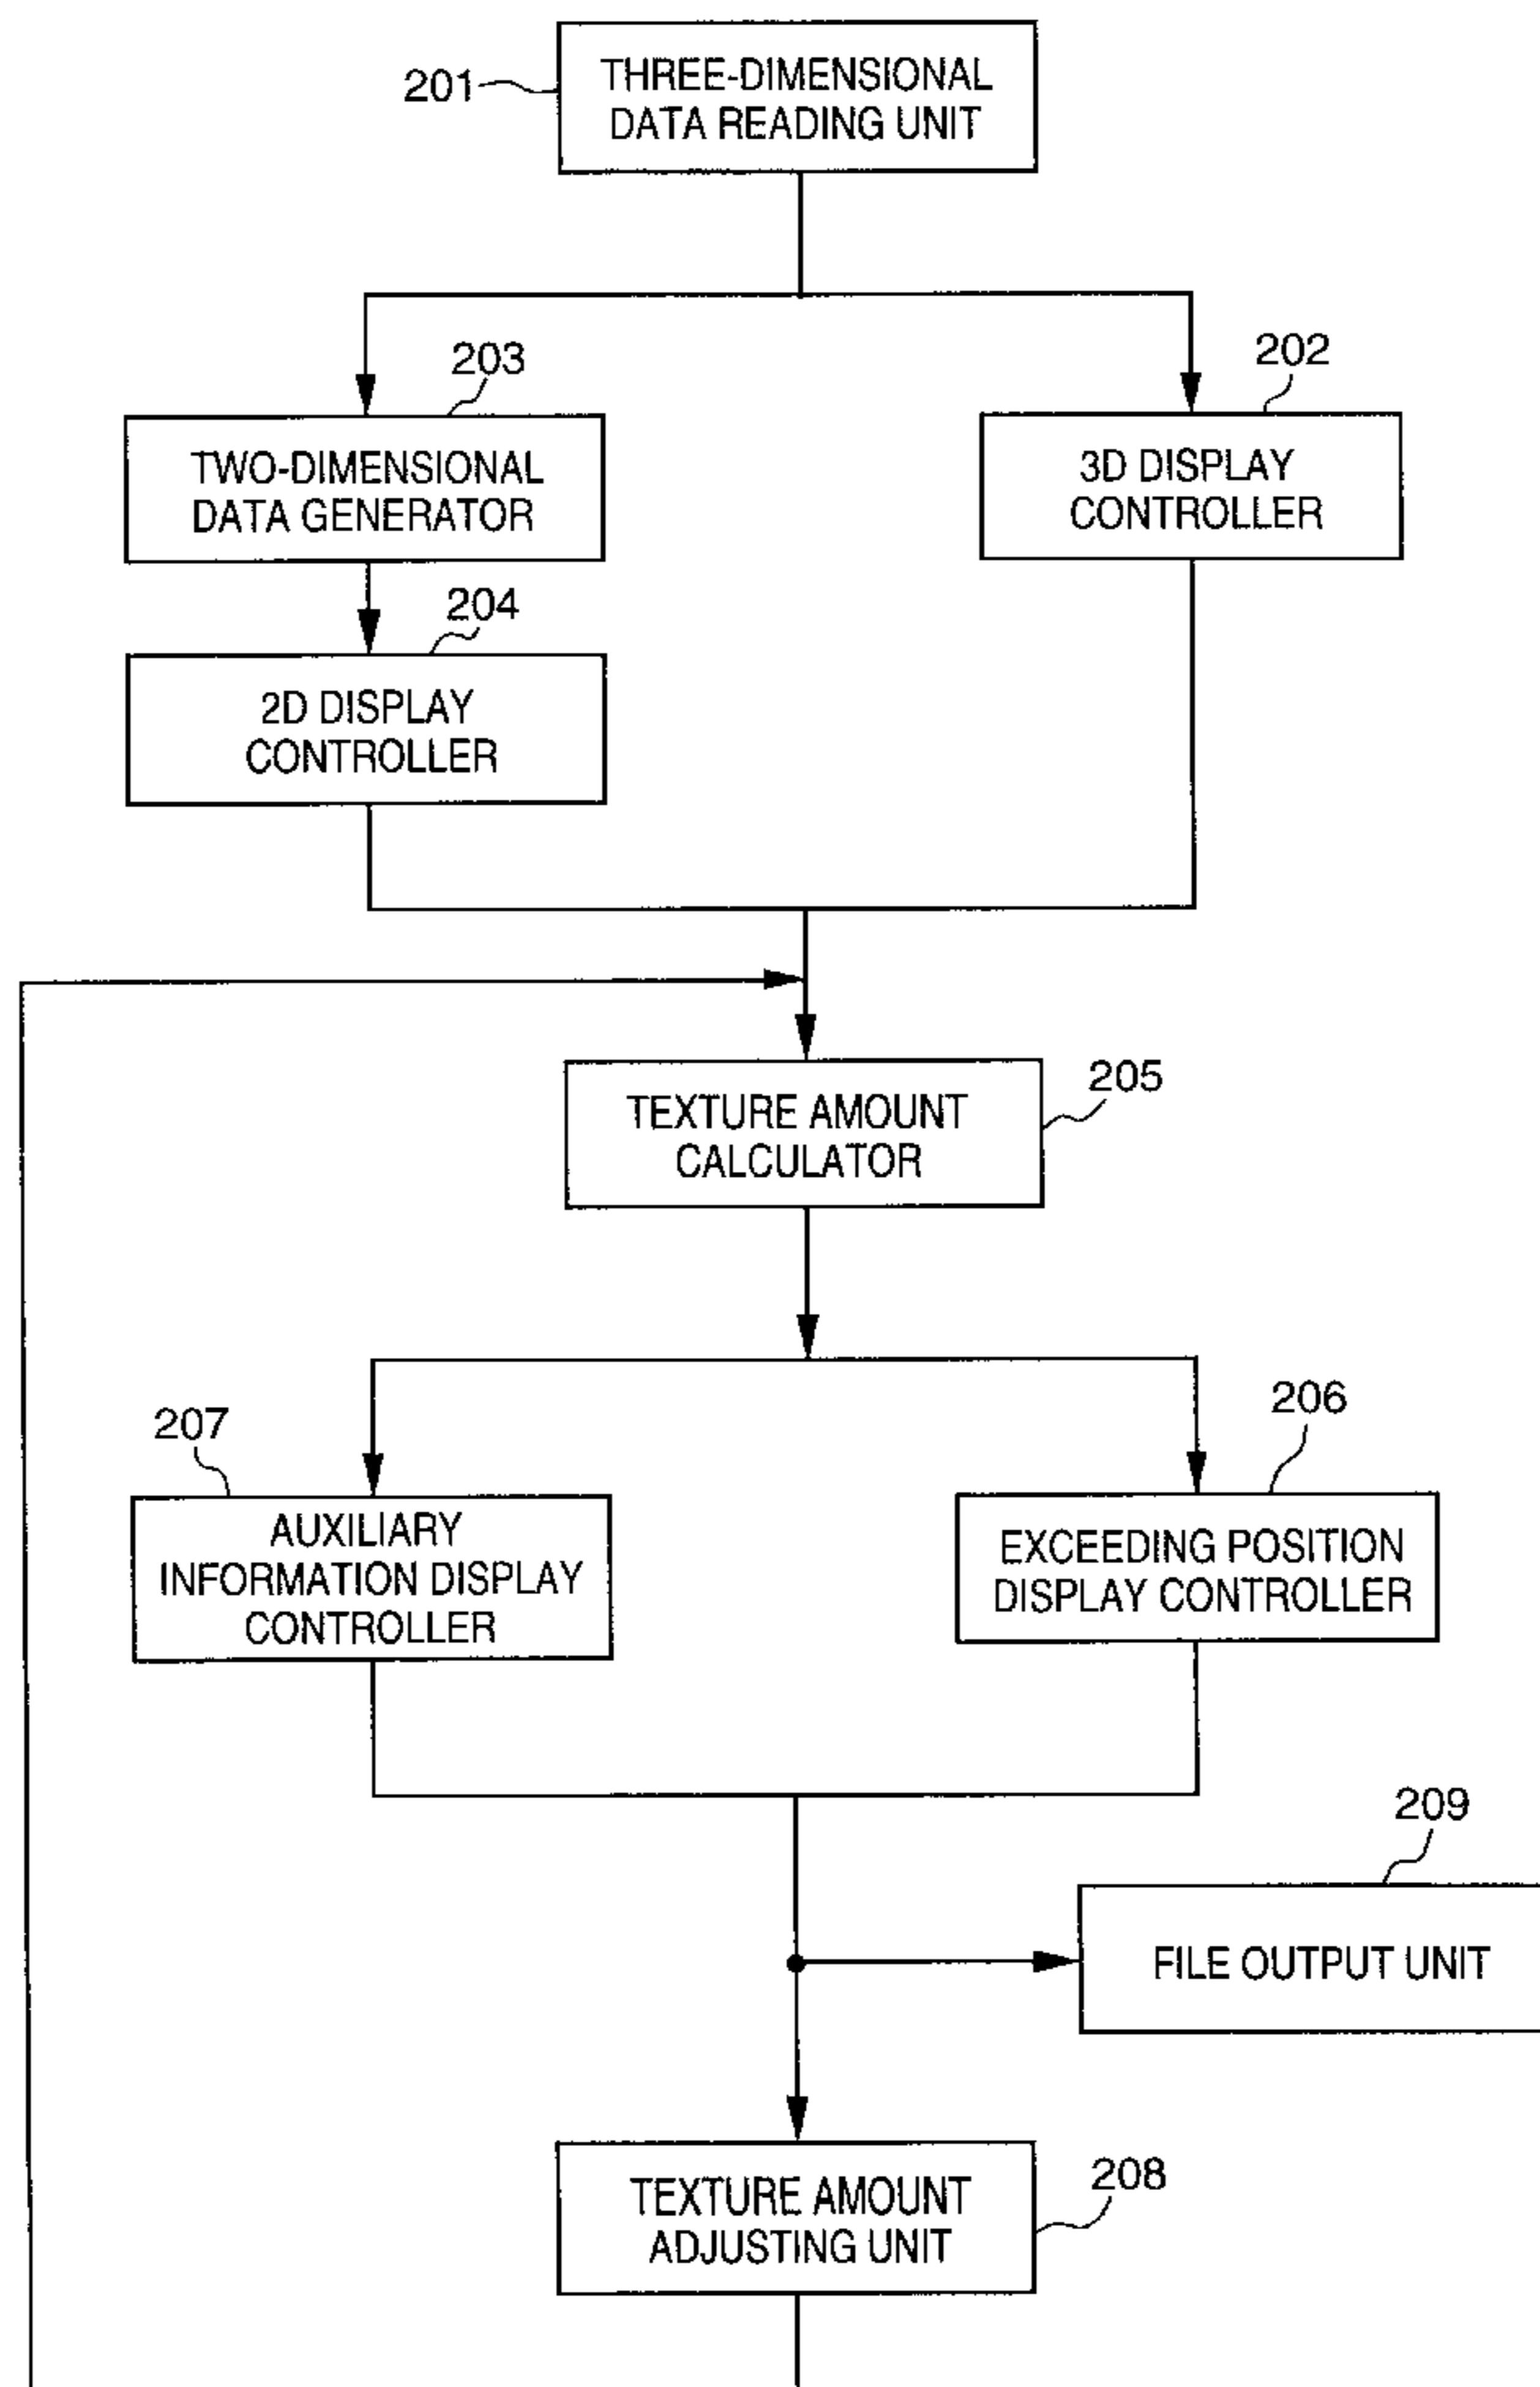 201
THREE-DIMENSIONAL
DATA READING UNIT
203
202
TWO-DIMENSIONAL
DATA GENERATOR
3D DISPLAY
CONTROLLER
204
2D DISPLAY
CONTROLLER
205
TEXTURE AMOUNT
CALCULATOR
207
206
AUXILIARY
INFORMATION DISPLAY
CONTROLLER
EXCEEDING POSITION
DISPLAY CONTROLLER
209
FILE OUTPUT UNIT
208
TEXTURE AMOUNT
ADJUSTING UNIT